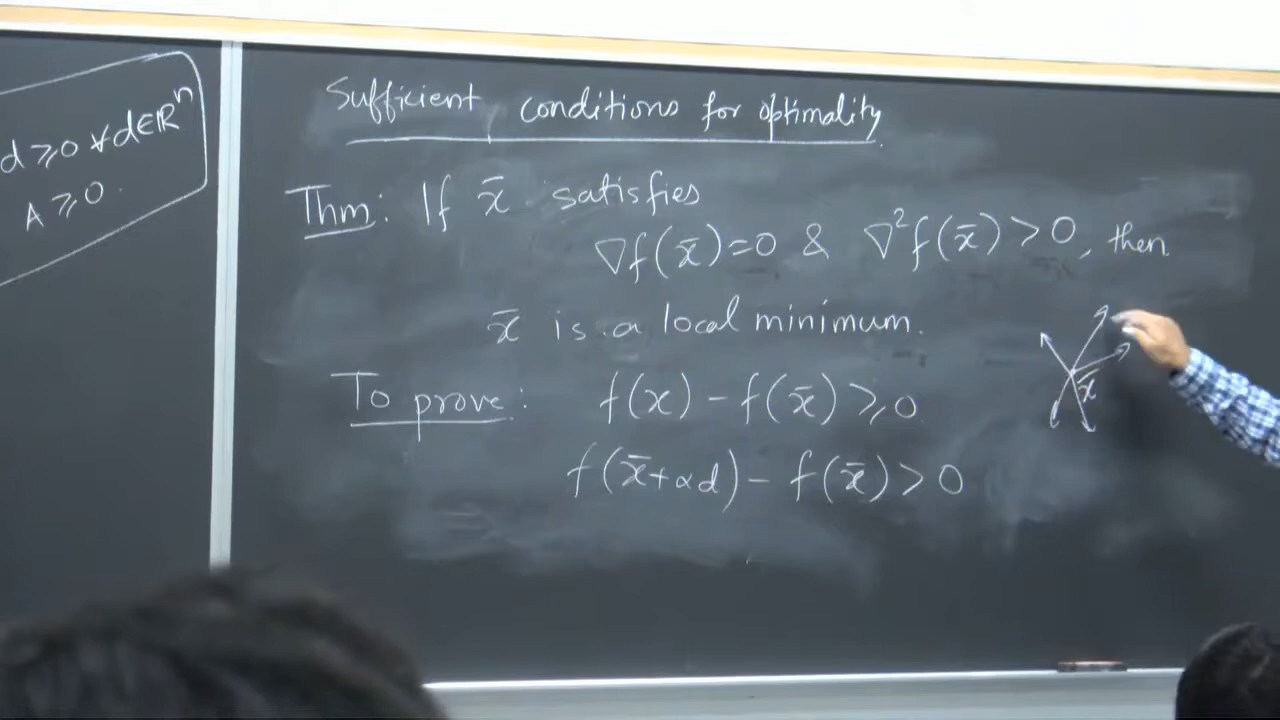 d ⩾ 0 ∀ d ∈ ℝⁿ
A ⩾ 0.
Sufficient conditions for optimality.
Thm: If x̄ satisfies
∇f(x̄)=0 & ∇²f(x̄) > 0, then
x̄ is a local minimum.
To prove: f(x) - f(x̄) ⩾ 0
f(x̄+αd) - f(x̄) > 0
x̄